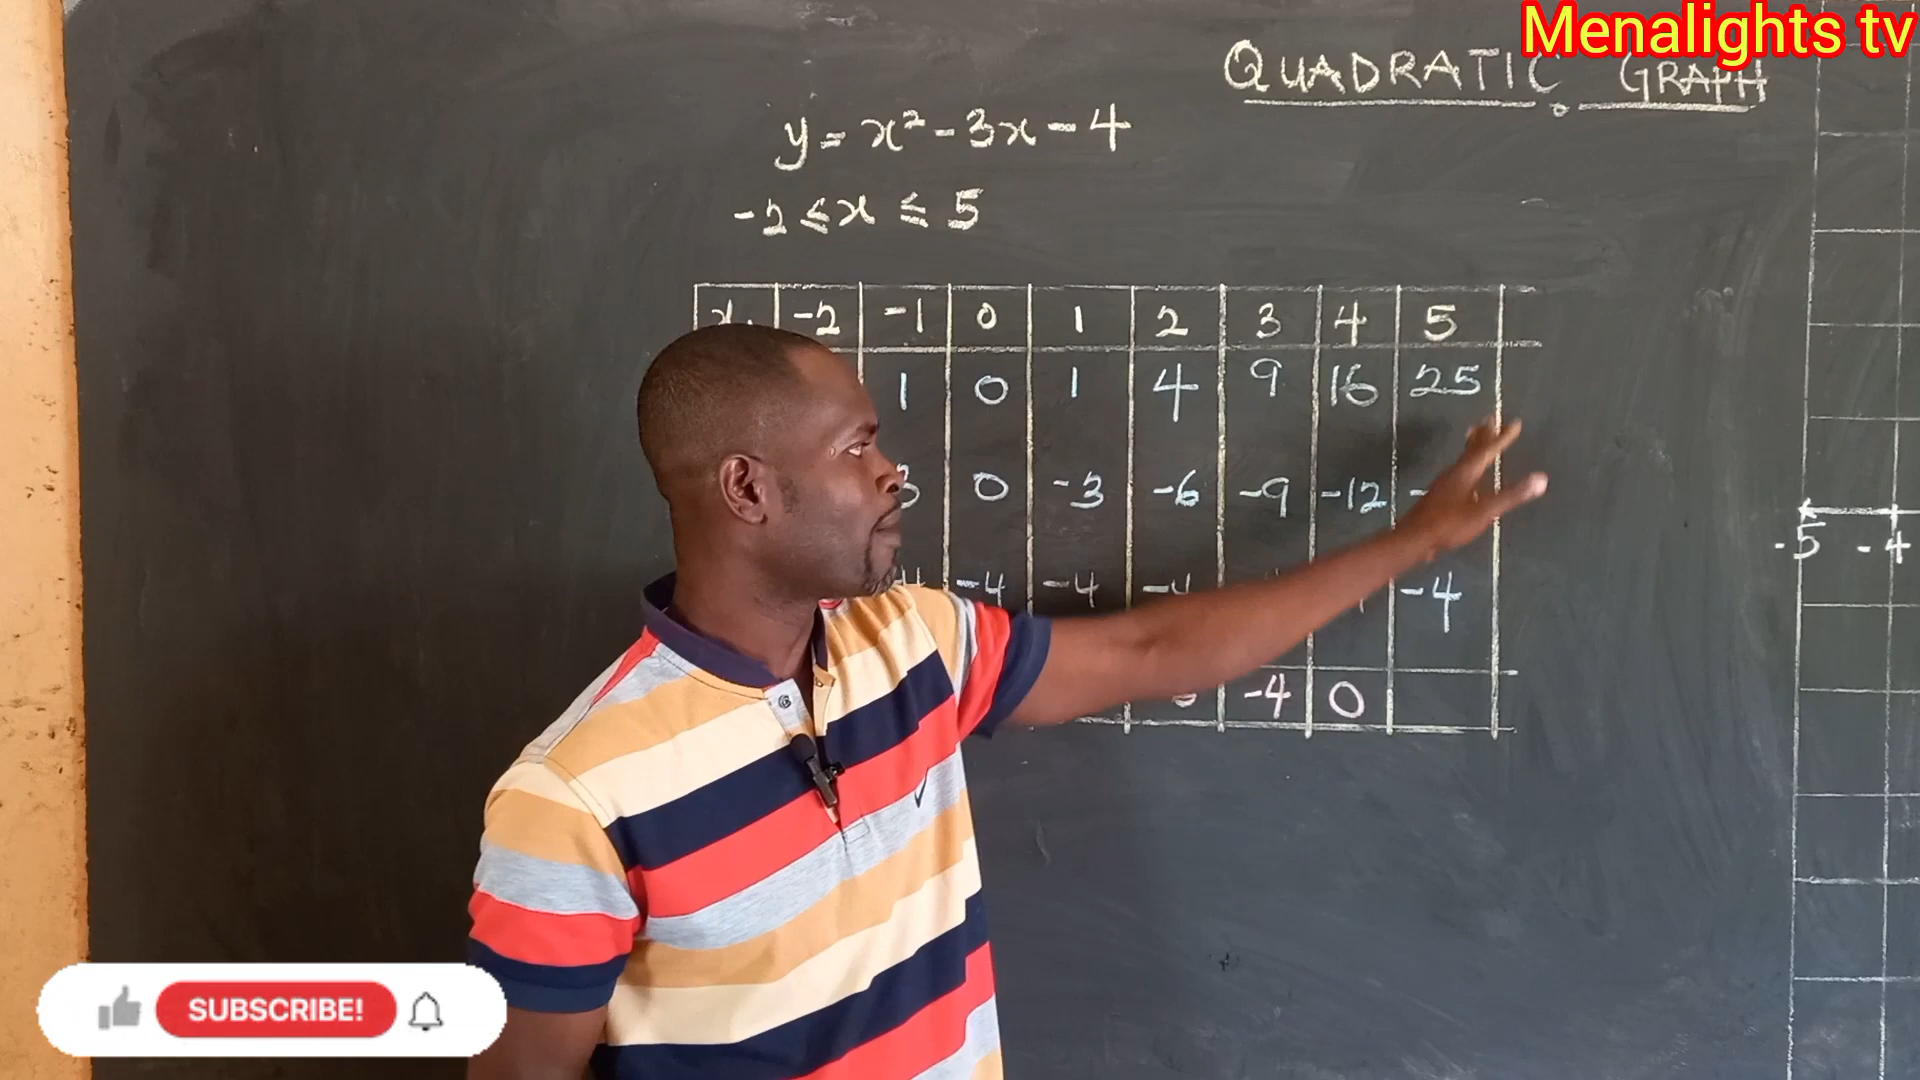 Menalights tv
QUADRATIC GRAPH
y = x² - 3x - 4
-2 ≤ x ≤ 5
x -2 -1 0 1 2 3 4 5
1 0 1 4 9 16 25
3 0 -3 -6 -9 -12
-4 -4 -4 -4
-4 0
-5 -4
SUBSCRIBE!